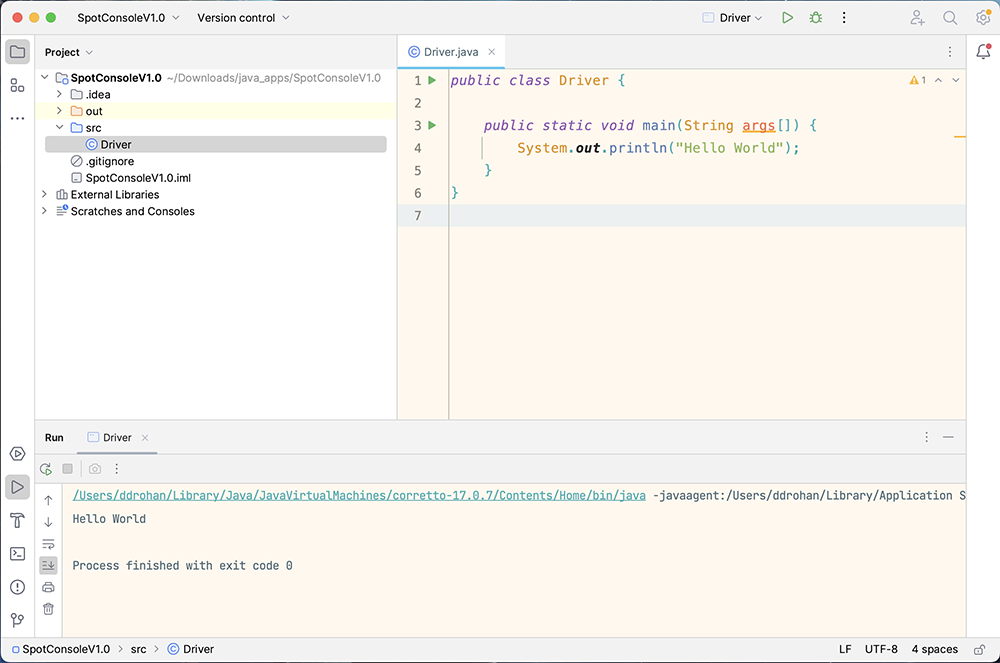 SpotConsoleV1.0 Version control Driver
Project
Driver.java
SpotConsoleV1.0 ~/Downloads/java_apps/SpotConsoleV1.0
.idea
out
src
Driver
.gitignore
SpotConsoleV1.0.iml
External Libraries
Scratches and Consoles
1 public class Driver {
1
2
3 public static void main(String args[]) {
4 System.out.println("Hello World");
5 }
6 }
7
Run Driver
/Users/ddrohan/Library/Java/JavaVirtualMachines/corretto-17.0.7/Contents/Home/bin/java -javaagent:/Users/ddrohan/Library/Application S
Hello World
Process finished with exit code 0
SpotConsoleV1.0 > src > Driver
LF UTF-8 4 spaces